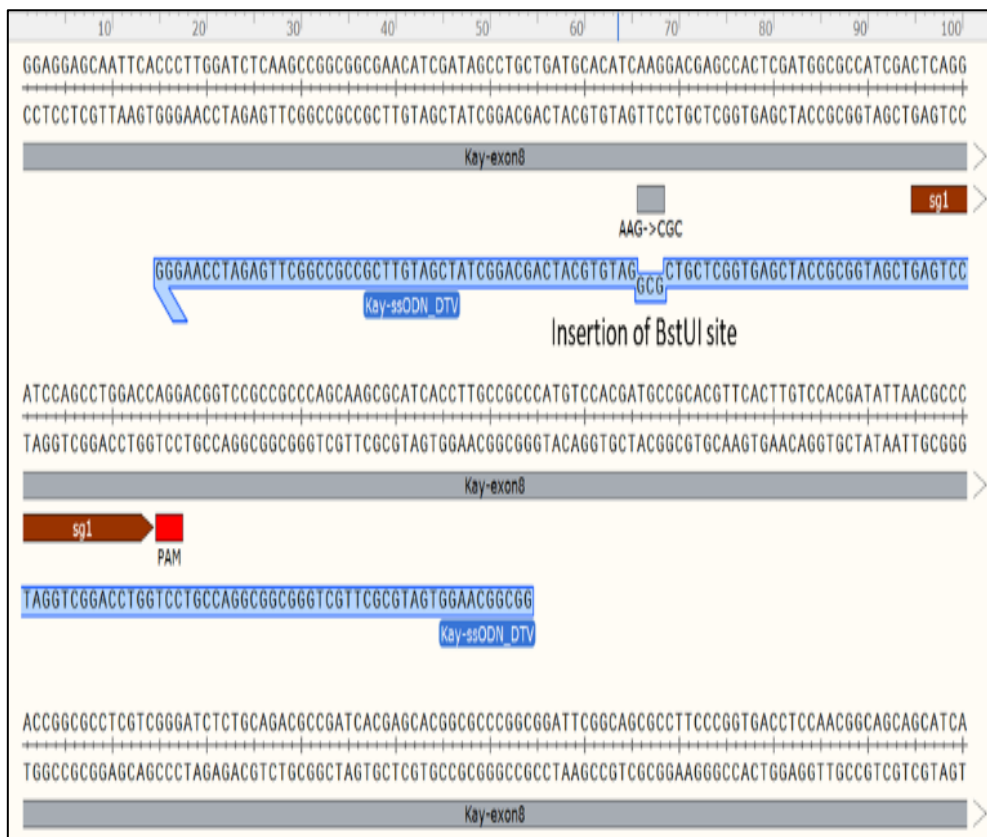 10 20 30 40 50 60 70 80 90 100
GGAGGAGCAATTCACCCTTGGATCTCAAGCCGGCGGCGAACATCGATAGCCTGCTGATGCACATCAAGGACGAGCCACTCGATGGCGCCATCGACTCAGG
CCTCCTCGTTAAGTGGGAACCTAGAGTTCGGCCGCCGCTTGTAGCTATCGGACGACTACGTGTAGTTCCTGCTCGGTGAGCTACCGCGGTAGCTGAGTCC
Kay-exon8
sg1
AAG->CGC
GGGAACCTAGAGTTCGGCCGCCGCTTGTAGCTATCGGACGACTACGTGTAG GCG CTGCTCGGTGAGCTACCGCGGTAGCTGAGTCC
Kay-ssODN_DTV
Insertion of BstUI site
ATCCAGCCTGGACCAGGACGGTCCGCCGCCCAGCAAGCGCATCACCTTGCCGCCCATGTCCACGATGCCGCACGTTCACTTGTCCACGATATTAACGCCC
TAGGTCGGACCTGGTCCTGCCAGGCGGCGGGTCGTTCGCGTAGTGGAACGGCGGGTACAGGTGCTACGGCGTGCAAGTGAACAGGTGCTATAATTGCGGG
Kay-exon8
sg1
PAM
TAGGTCGGACCTGGTCCTGCCAGGCGGCGGGTCGTTCGCGTAGTGGAACGGCGG
Kay-ssODN_DTV
ACCGGCGCCTCGTCGGGATCTCTGCAGACGCCGATCACGAGCACGGCGCCCGGCGGATTCGGCAGCGCCTTCCCGGTGACCTCCAACGGCAGCAGCATCA
TGGCCGCGGAGCAGCCCTAGAGACGTCTGCGGCTAGTGCTCGTGCCGCGGGCCGCCTAAGCCGTCGCGGAAGGGCCACTGGAGGTTGCCGTCGTCGTAGT
Kay-exon8